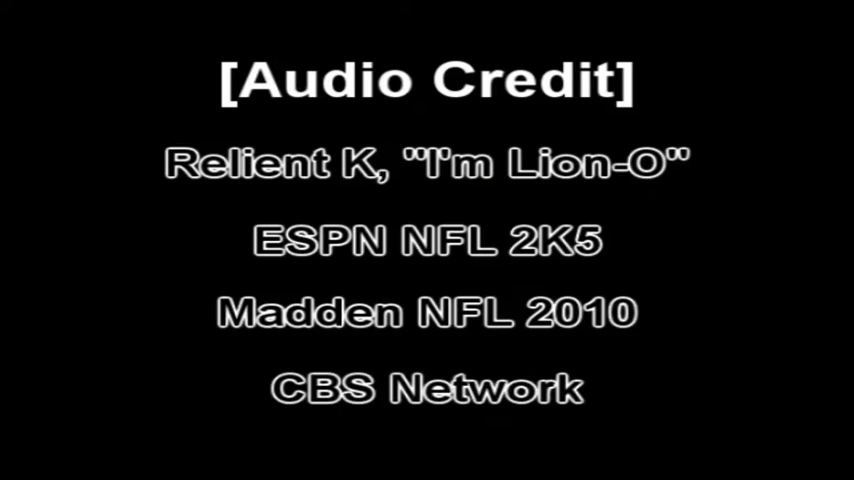 [Audio Credit]
Relient K, "I'm Lion-O"
ESPN NFL 2K5
Madden NFL 2010
CBS Network